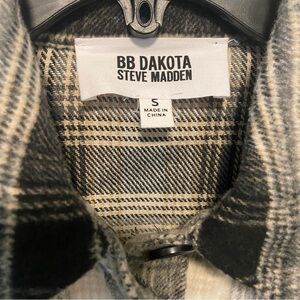 BB DAKOTA
STEVE MADDEN
S
MADE IN
CHINA